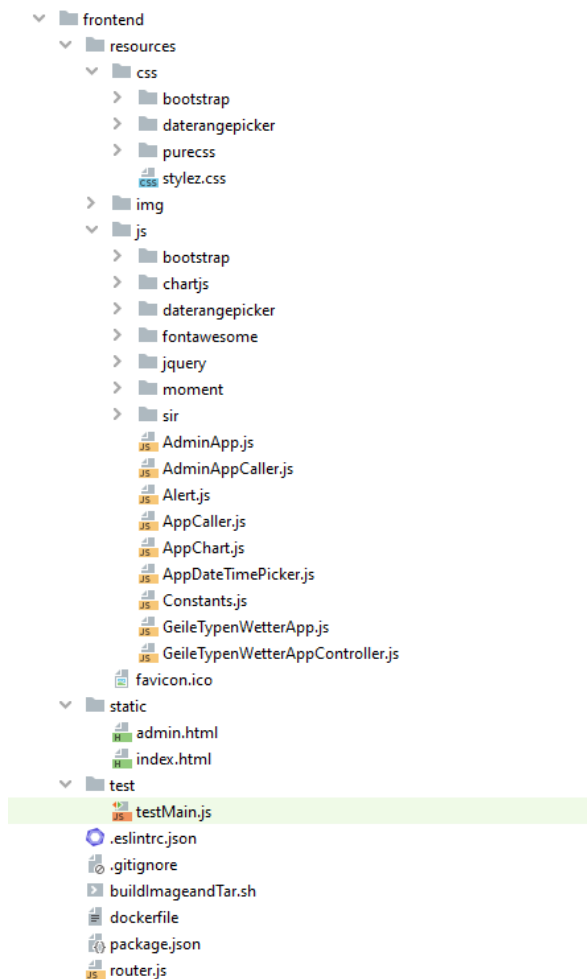 frontend
resources
css
bootstrap
daterangepicker
purecss
stylez.css
img
js
bootstrap
chartjs
daterangepicker
fontawesome
jquery
moment
sir
AdminApp.js
AdminAppCaller.js
Alert.js
AppCaller.js
AppChart.js
AppDateTimePicker.js
Constants.js
GeileTypenWetterApp.js
GeileTypenWetterAppController.js
favicon.ico
static
admin.html
index.html
test
testMain.js
.eslintrc.json
.gitignore
buildImageandTar.sh
dockerfile
package.json
router.js